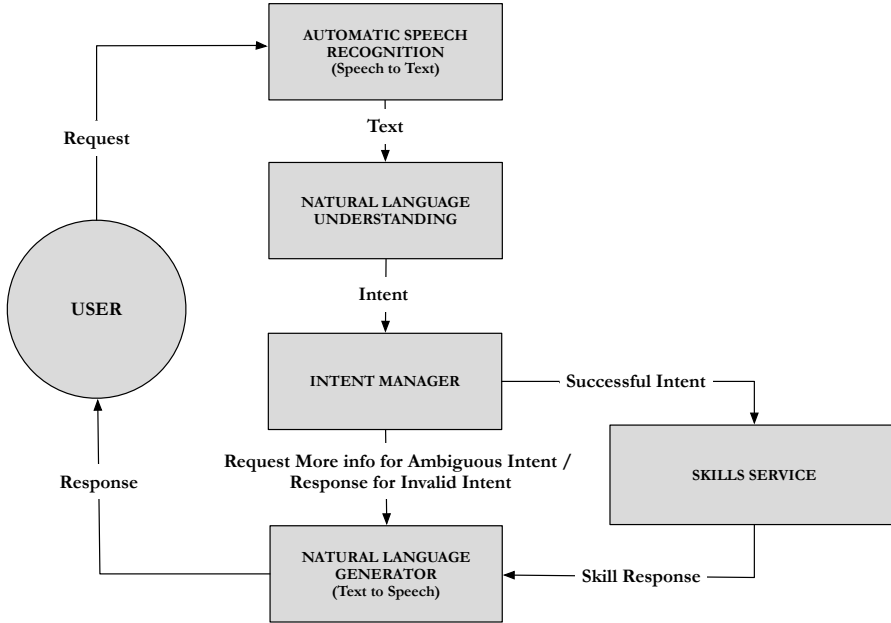 AUTOMATIC SPEECH
RECOGNITION
(Speech to Text)
Request
Text
NATURAL LANGUAGE
UNDERSTANDING
USER
Intent
INTENT MANAGER
Successful Intent
Request More info for Ambiguous Intent /
Response for Invalid Intent
SKILLS SERVICE
Response
NATURAL LANGUAGE
GENERATOR
(Text to Speech)
Skill Response